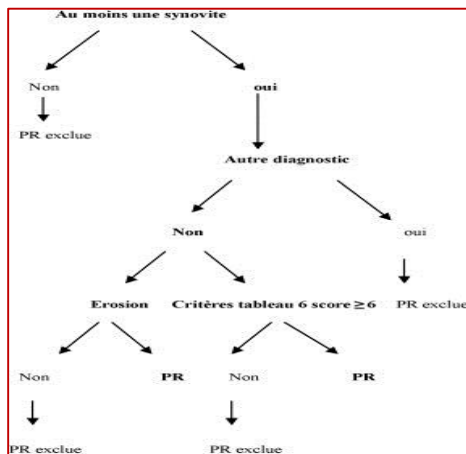 Au moins une synovite
Non oui
PR exclue
Autre diagnostic
Non oui
Erosion Critères tableau 6 score ≥6 PR exclue
Non PR Non PR
PR exclue PR exclue